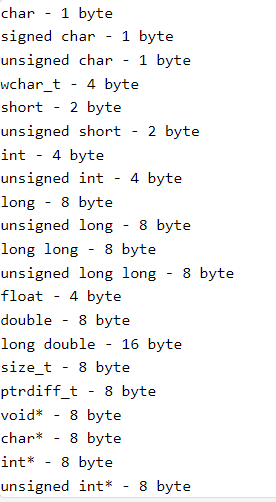 char - 1 byte
signed char - 1 byte
unsigned char - 1 byte
wchar_t - 4 byte
short - 2 byte
unsigned short - 2 byte
int - 4 byte
unsigned int - 4 byte
long - 8 byte
unsigned long - 8 byte
long long - 8 byte
unsigned long long - 8 byte
float - 4 byte
double - 8 byte
long double - 16 byte
size_t - 8 byte
ptrdiff_t - 8 byte
void* - 8 byte
char* - 8 byte
int* - 8 byte
unsigned int* - 8 byte